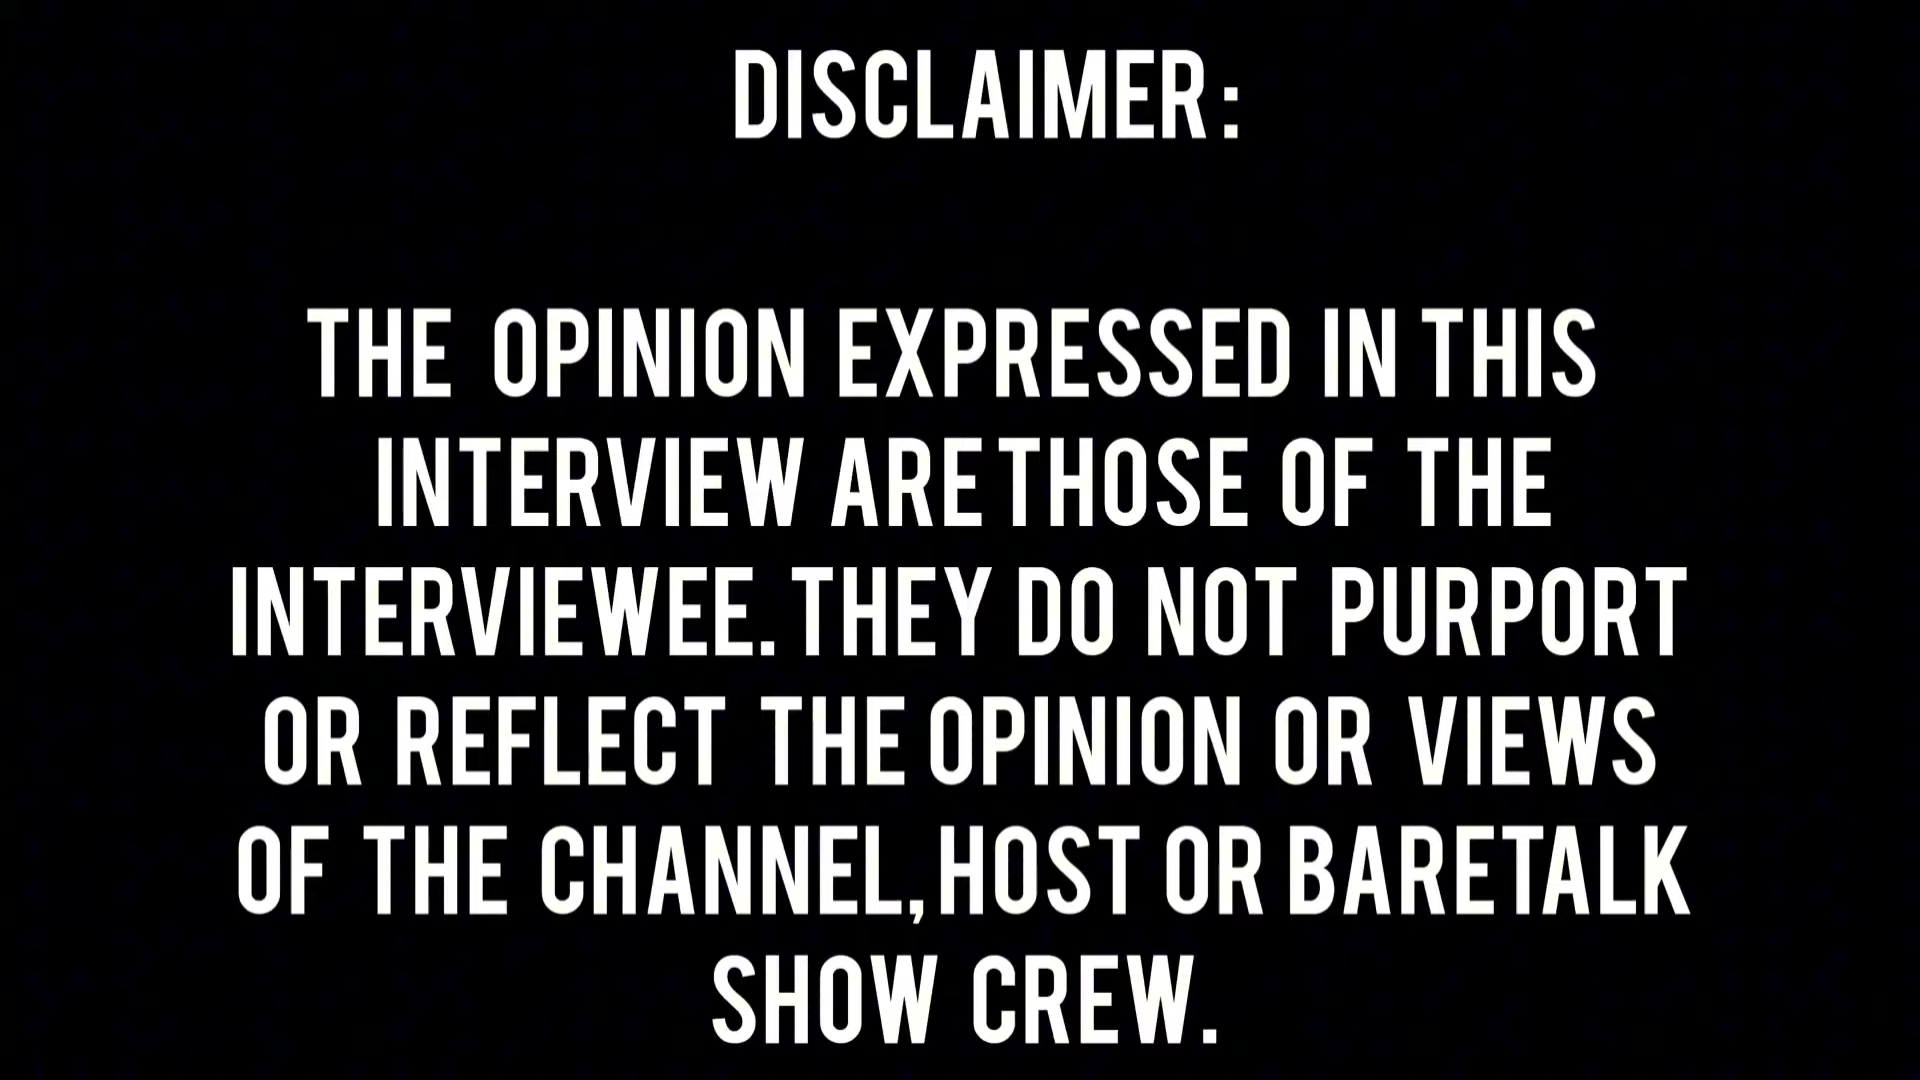 DISCLAIMER:
THE OPINION EXPRESSED IN THIS
INTERVIEW ARE THOSE OF THE
INTERVIEWEE. THEY DO NOT PURPORT
OR REFLECT THE OPINION OR VIEWS
OF THE CHANNEL, HOST OR BARETALK
SHOW CREW.